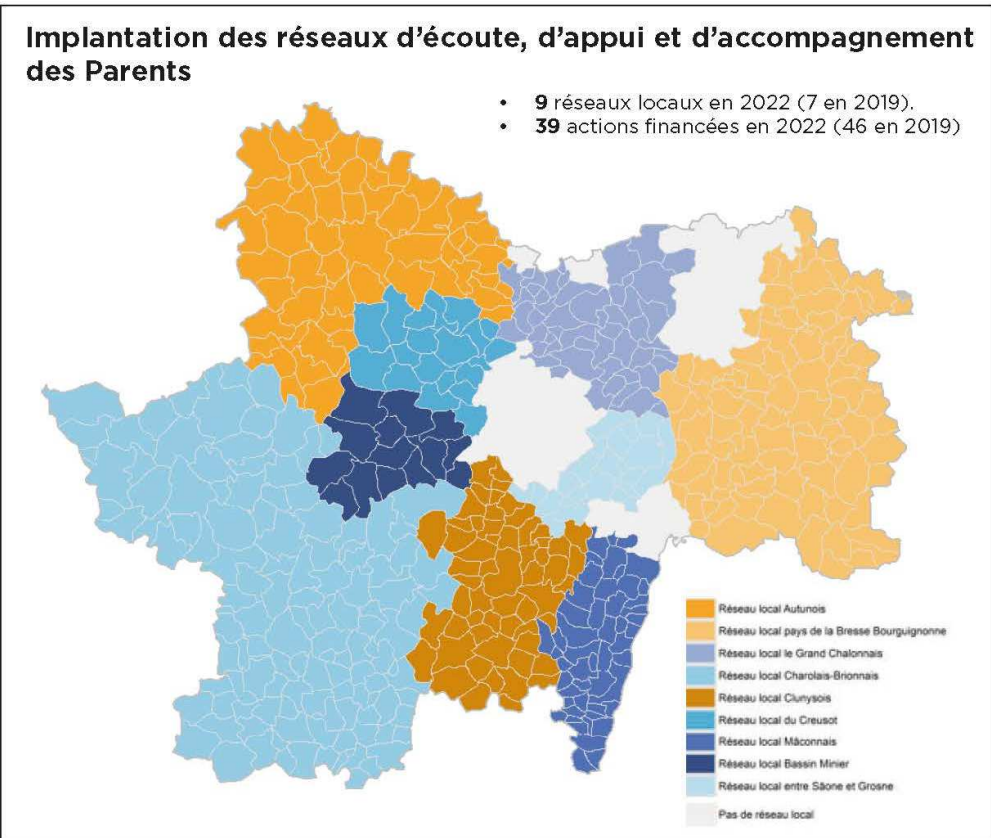 Implantation des réseaux d'écoute, d'appui et d'accompagnement
des Parents
• 9 réseaux locaux en 2022 (7 en 2019).
• 39 actions financées en 2022 (46 en 2019)
Réseau local Autunois
Réseau local pays de la Bresse Bourguignonne
Réseau local le Grand Chalonnais
Réseau local Charolais-Brionnais
Réseau local Clunysois
Réseau local du Creusot
Réseau local Mâconnais
Réseau local Bassin Minier
Réseau local entre Sâone et Grosne
Pas de réseau local